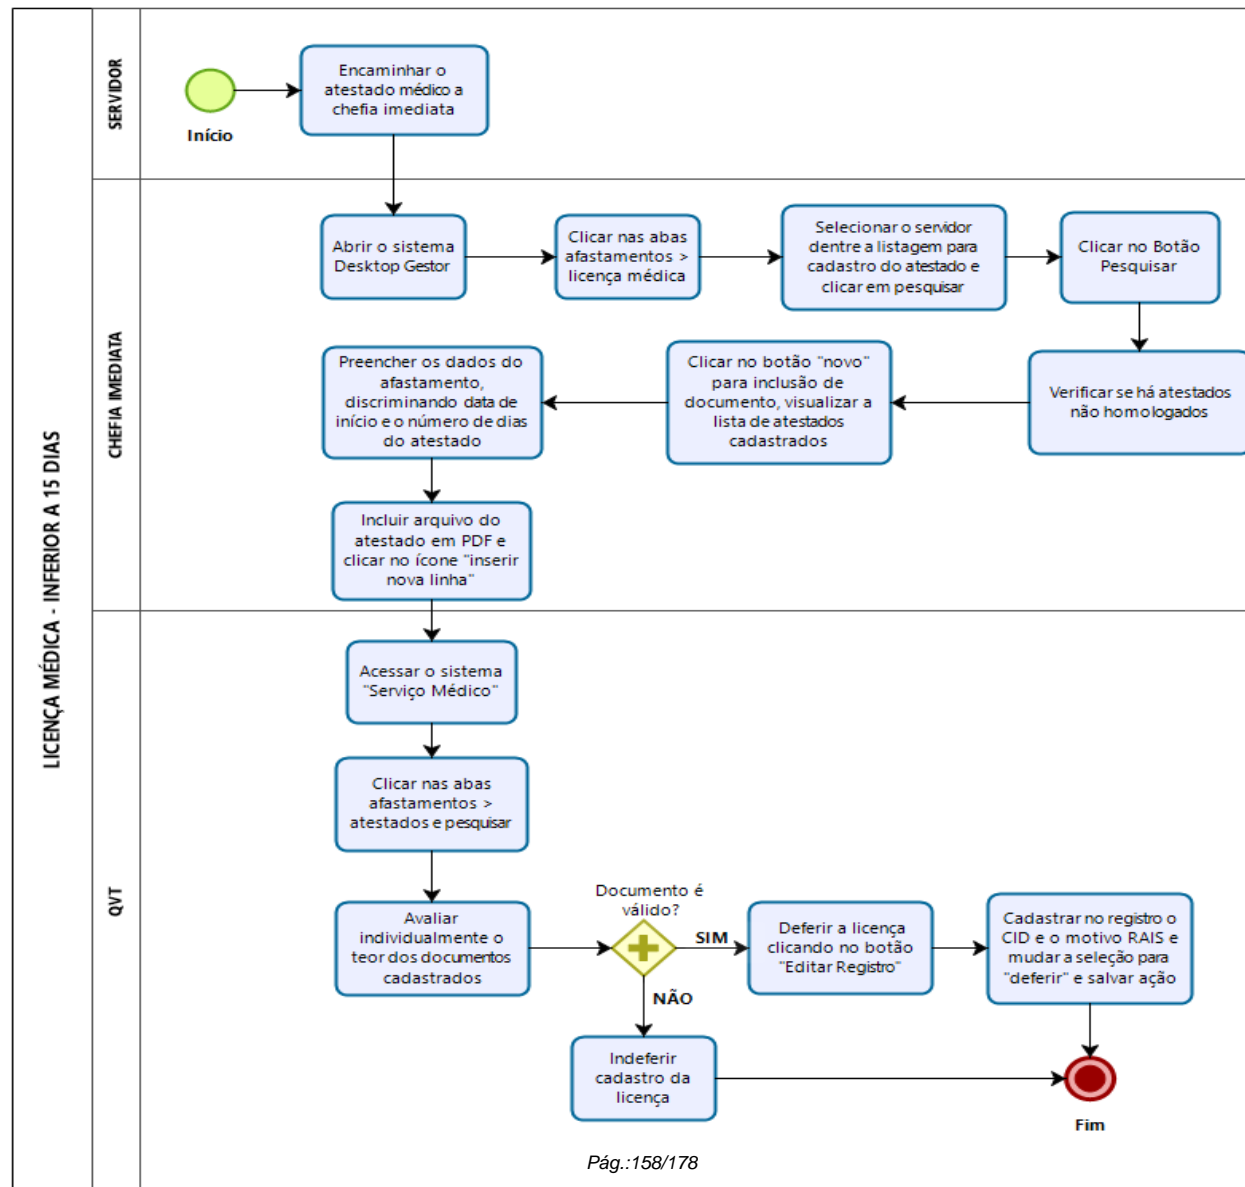 LICENÇA MÉDICA - INFERIOR A 15 DIAS
SERVIDOR
Início
Encaminhar o
atestado médico a
chefia imediata
CHEFIA IMEDIATA
Abrir o sistema
Desktop Gestor
Clicar nas abas
afastamentos >
licença médica
Selecionar o servidor
dentre a listagem para
cadastro do atestado e
clicar em pesquisar
Clicar no Botão
Pesquisar
Verificar se há atestados
não homologados
Clicar no botão "novo"
para inclusão de
documento, visualizar a
lista de atestados
cadastrados
Preencher os dados do
afastamento,
discriminando data de
início e o número de dias
do atestado
Incluir arquivo do
atestado em PDF e
clicar no ícone "inserir
nova linha"
QVT
Acessar o sistema
"Serviço Médico"
Clicar nas abas
afastamentos >
atestados e pesquisar
Avaliar
individualmente o
teor dos documentos
cadastrados
Documento é
válido?
SIM
NÃO
Deferir a licença
clicando no botão
"Editar Registro"
Cadastrar no registro o
CID e o motivo RAIS e
mudar a seleção para
"deferir" e salvar ação
Indeferir
cadastro da
licença
Fim
Pág.:158/178